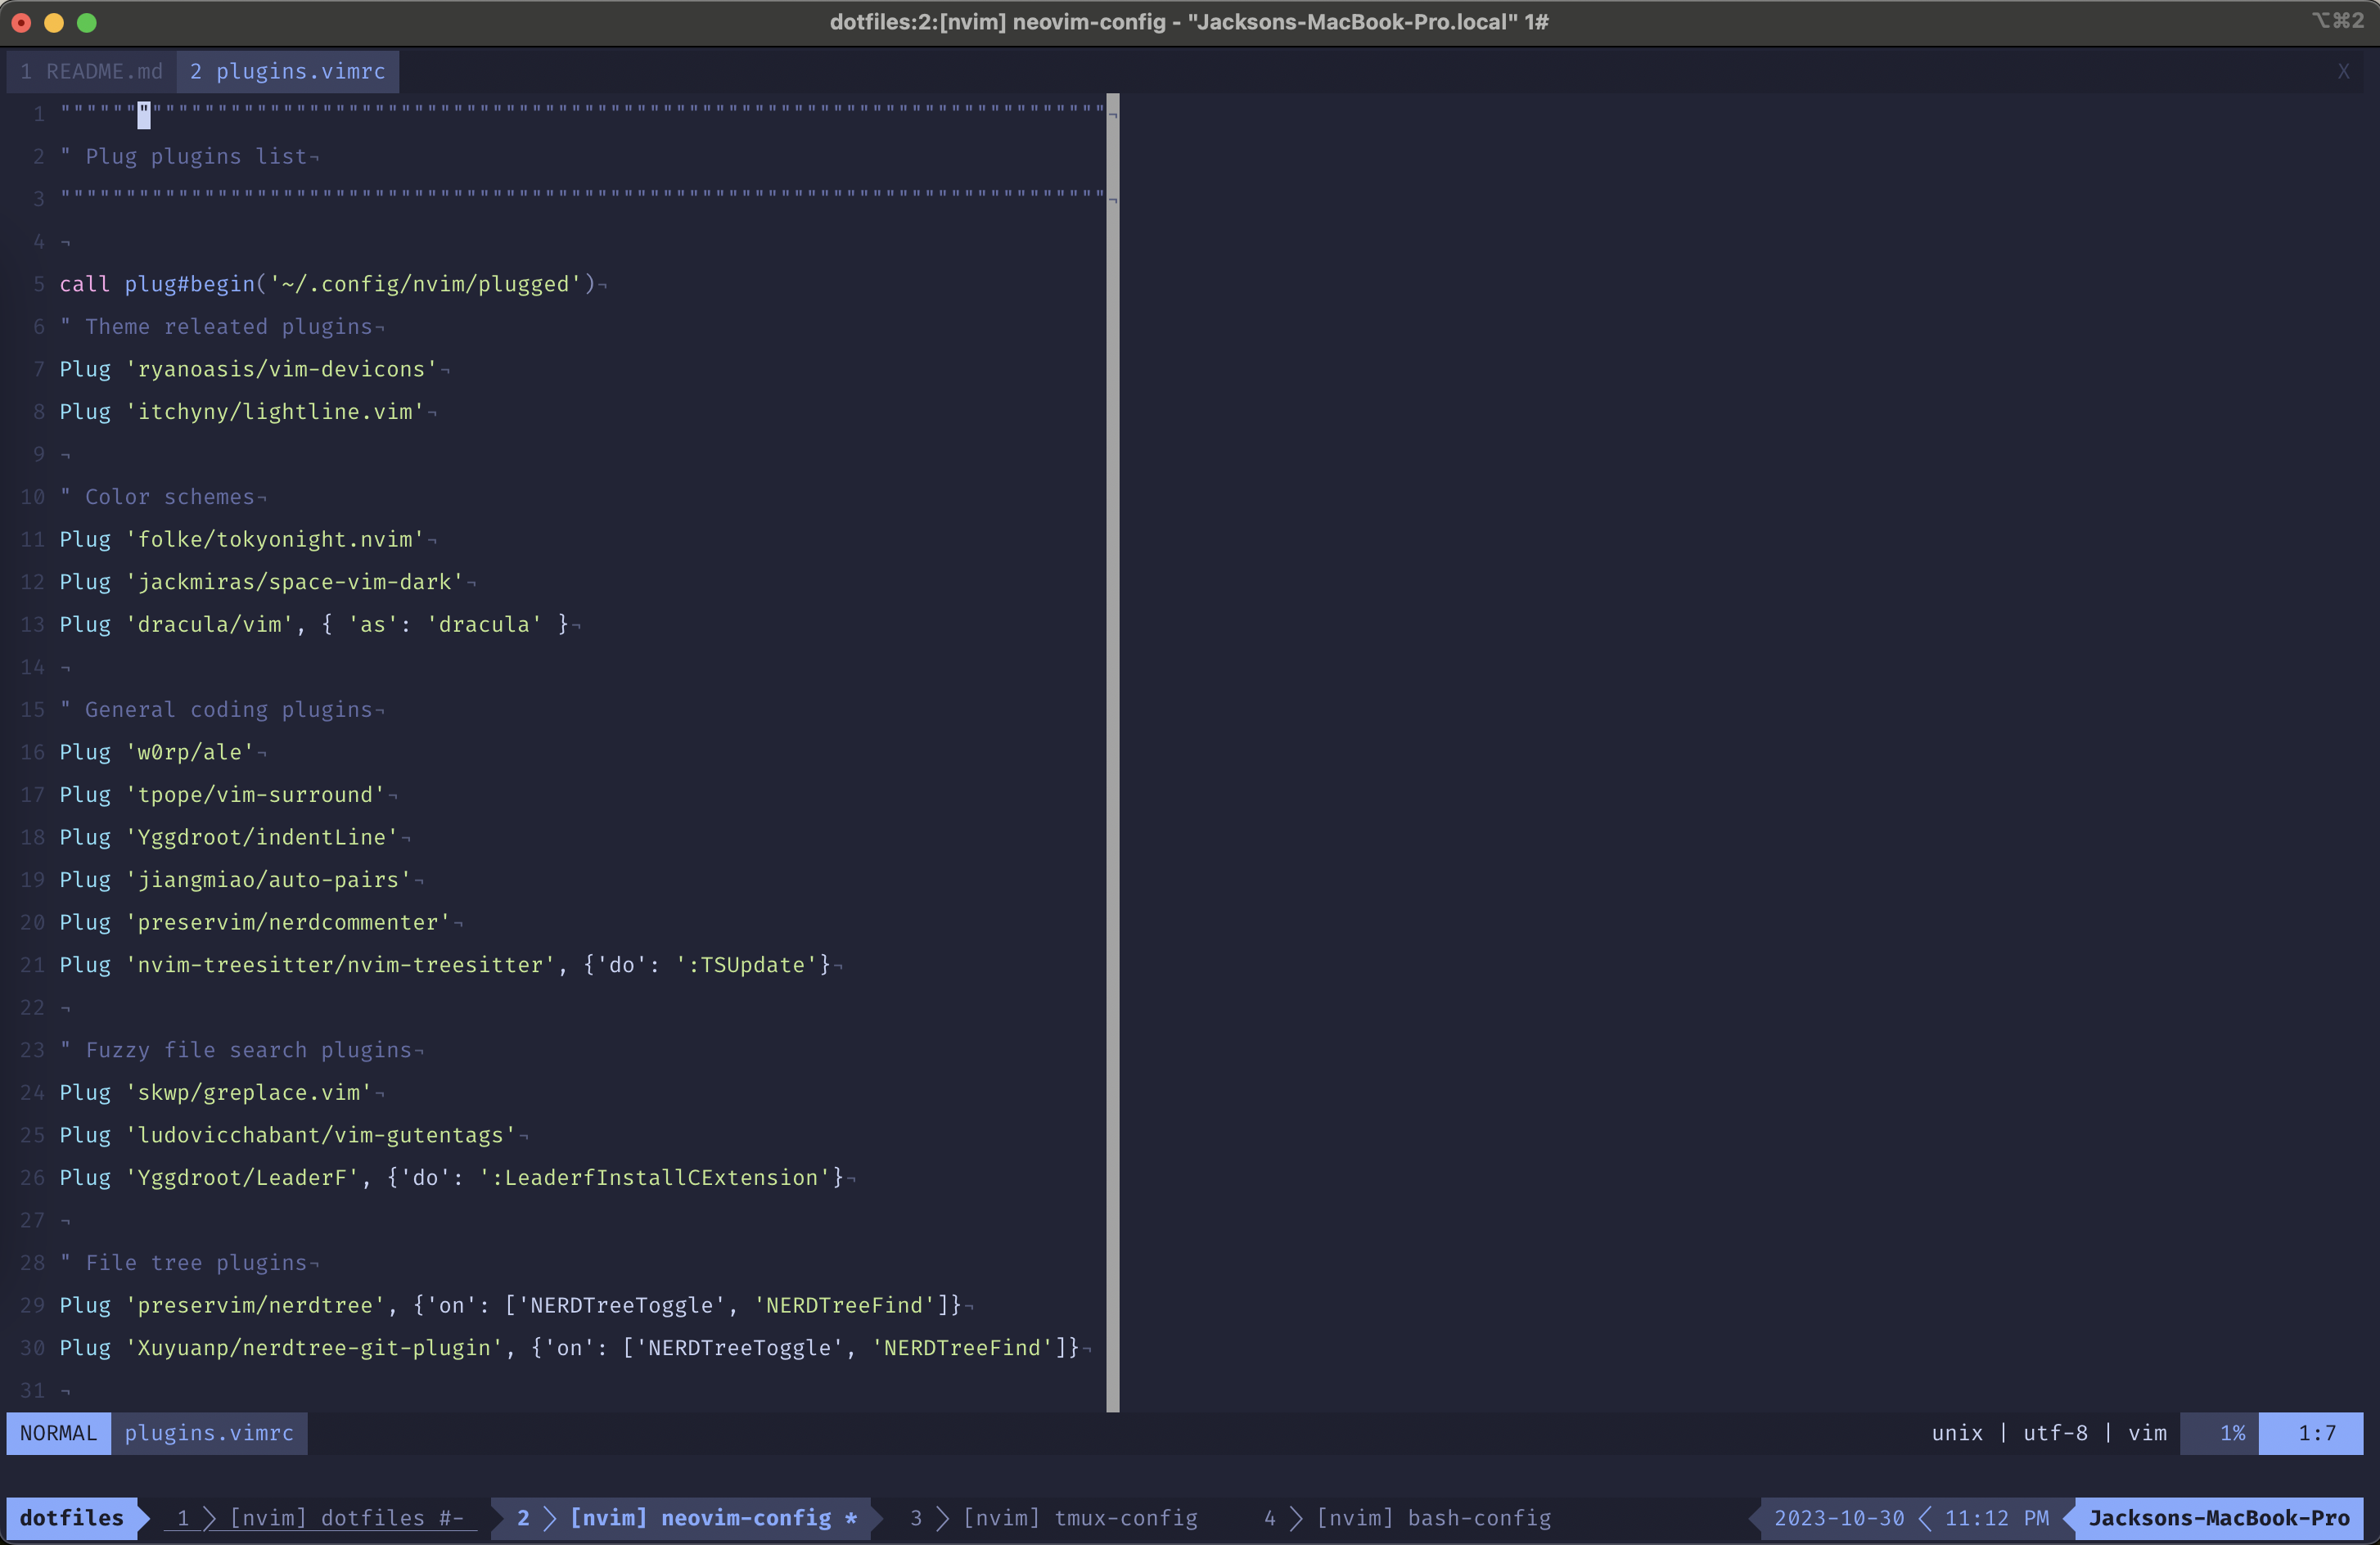 dotfiles:2:[nvim] neovim-config - "Jacksons-MacBook-Pro.local" 1# ⌥⌘2
1 README.md 2 plugins.vimrc X
1 """"""""""""""""""""""""""""""""""""""""""""""""""""""""""""""""""""""""""""""""¬
2 " Plug plugins list¬
3 """"""""""""""""""""""""""""""""""""""""""""""""""""""""""""""""""""""""""""""""¬
4 ¬
5 call plug#begin('~/.config/nvim/plugged')¬
6 " Theme releated plugins¬
7 Plug 'ryanoasis/vim-devicons'¬
8 Plug 'itchyny/lightline.vim'¬
9 ¬
10 " Color schemes¬
11 Plug 'folke/tokyonight.nvim'¬
12 Plug 'jackmiras/space-vim-dark'¬
13 Plug 'dracula/vim', { 'as': 'dracula' }¬
14 ¬
15 " General coding plugins¬
16 Plug 'w0rp/ale'¬
17 Plug 'tpope/vim-surround'¬
18 Plug 'Yggdroot/indentLine'¬
19 Plug 'jiangmiao/auto-pairs'¬
20 Plug 'preservim/nerdcommenter'¬
21 Plug 'nvim-treesitter/nvim-treesitter', {'do': ':TSUpdate'}¬
22 ¬
23 " Fuzzy file search plugins¬
24 Plug 'skwp/greplace.vim'¬
25 Plug 'ludovicchabant/vim-gutentags'¬
26 Plug 'Yggdroot/LeaderF', {'do': ':LeaderfInstallCExtension'}¬
27 ¬
28 " File tree plugins¬
29 Plug 'preservim/nerdtree', {'on': ['NERDTreeToggle', 'NERDTreeFind']}¬
30 Plug 'Xuyuanp/nerdtree-git-plugin', {'on': ['NERDTreeToggle', 'NERDTreeFind']}¬
31 ¬
NORMAL plugins.vimrc unix | utf-8 | vim 1% 1:7
dotfiles 1 [nvim] dotfiles #- 2 [nvim] neovim-config * 3 [nvim] tmux-config 4 [nvim] bash-config 2023-10-30 11:12 PM Jacksons-MacBook-Pro